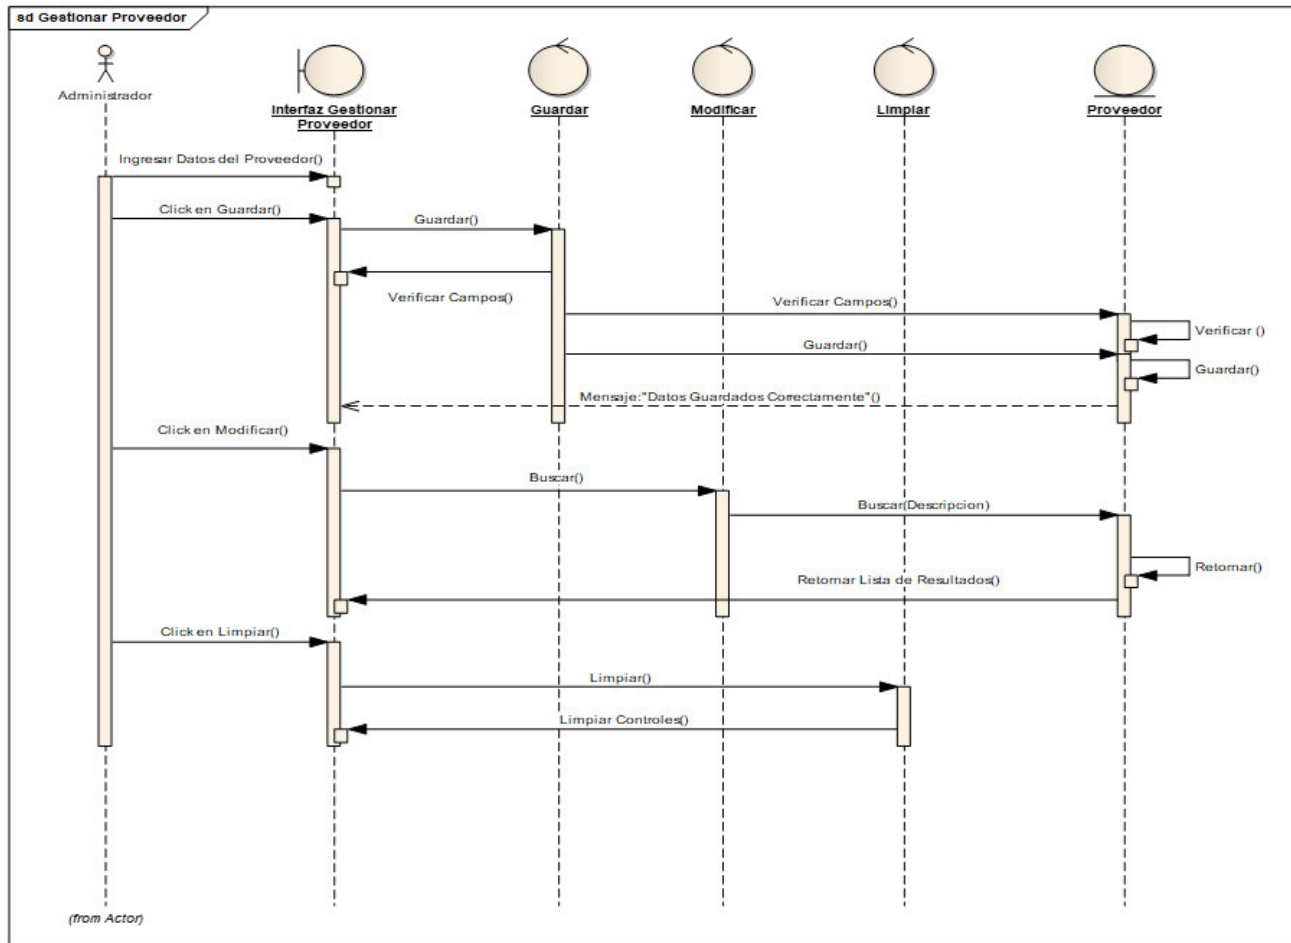 sd Gestionar Proveedor
Administrador
Interfaz Gestionar
Proveedor
Guardar
Modificar
Limpiar
Proveedor
Ingresar Datos del Proveedor()
Click en Guardar()
Guardar()
Verificar Campos()
Verificar Campos()
Verificar ()
Guardar()
Guardar()
Mensaje:"Datos Guardados Correctamente"()
Click en Modificar()
Buscar()
Buscar(Descripcion)
Retornar()
Retornar Lista de Resultados()
Click en Limpiar()
Limpiar()
Limpiar Controles()
(from Actor)